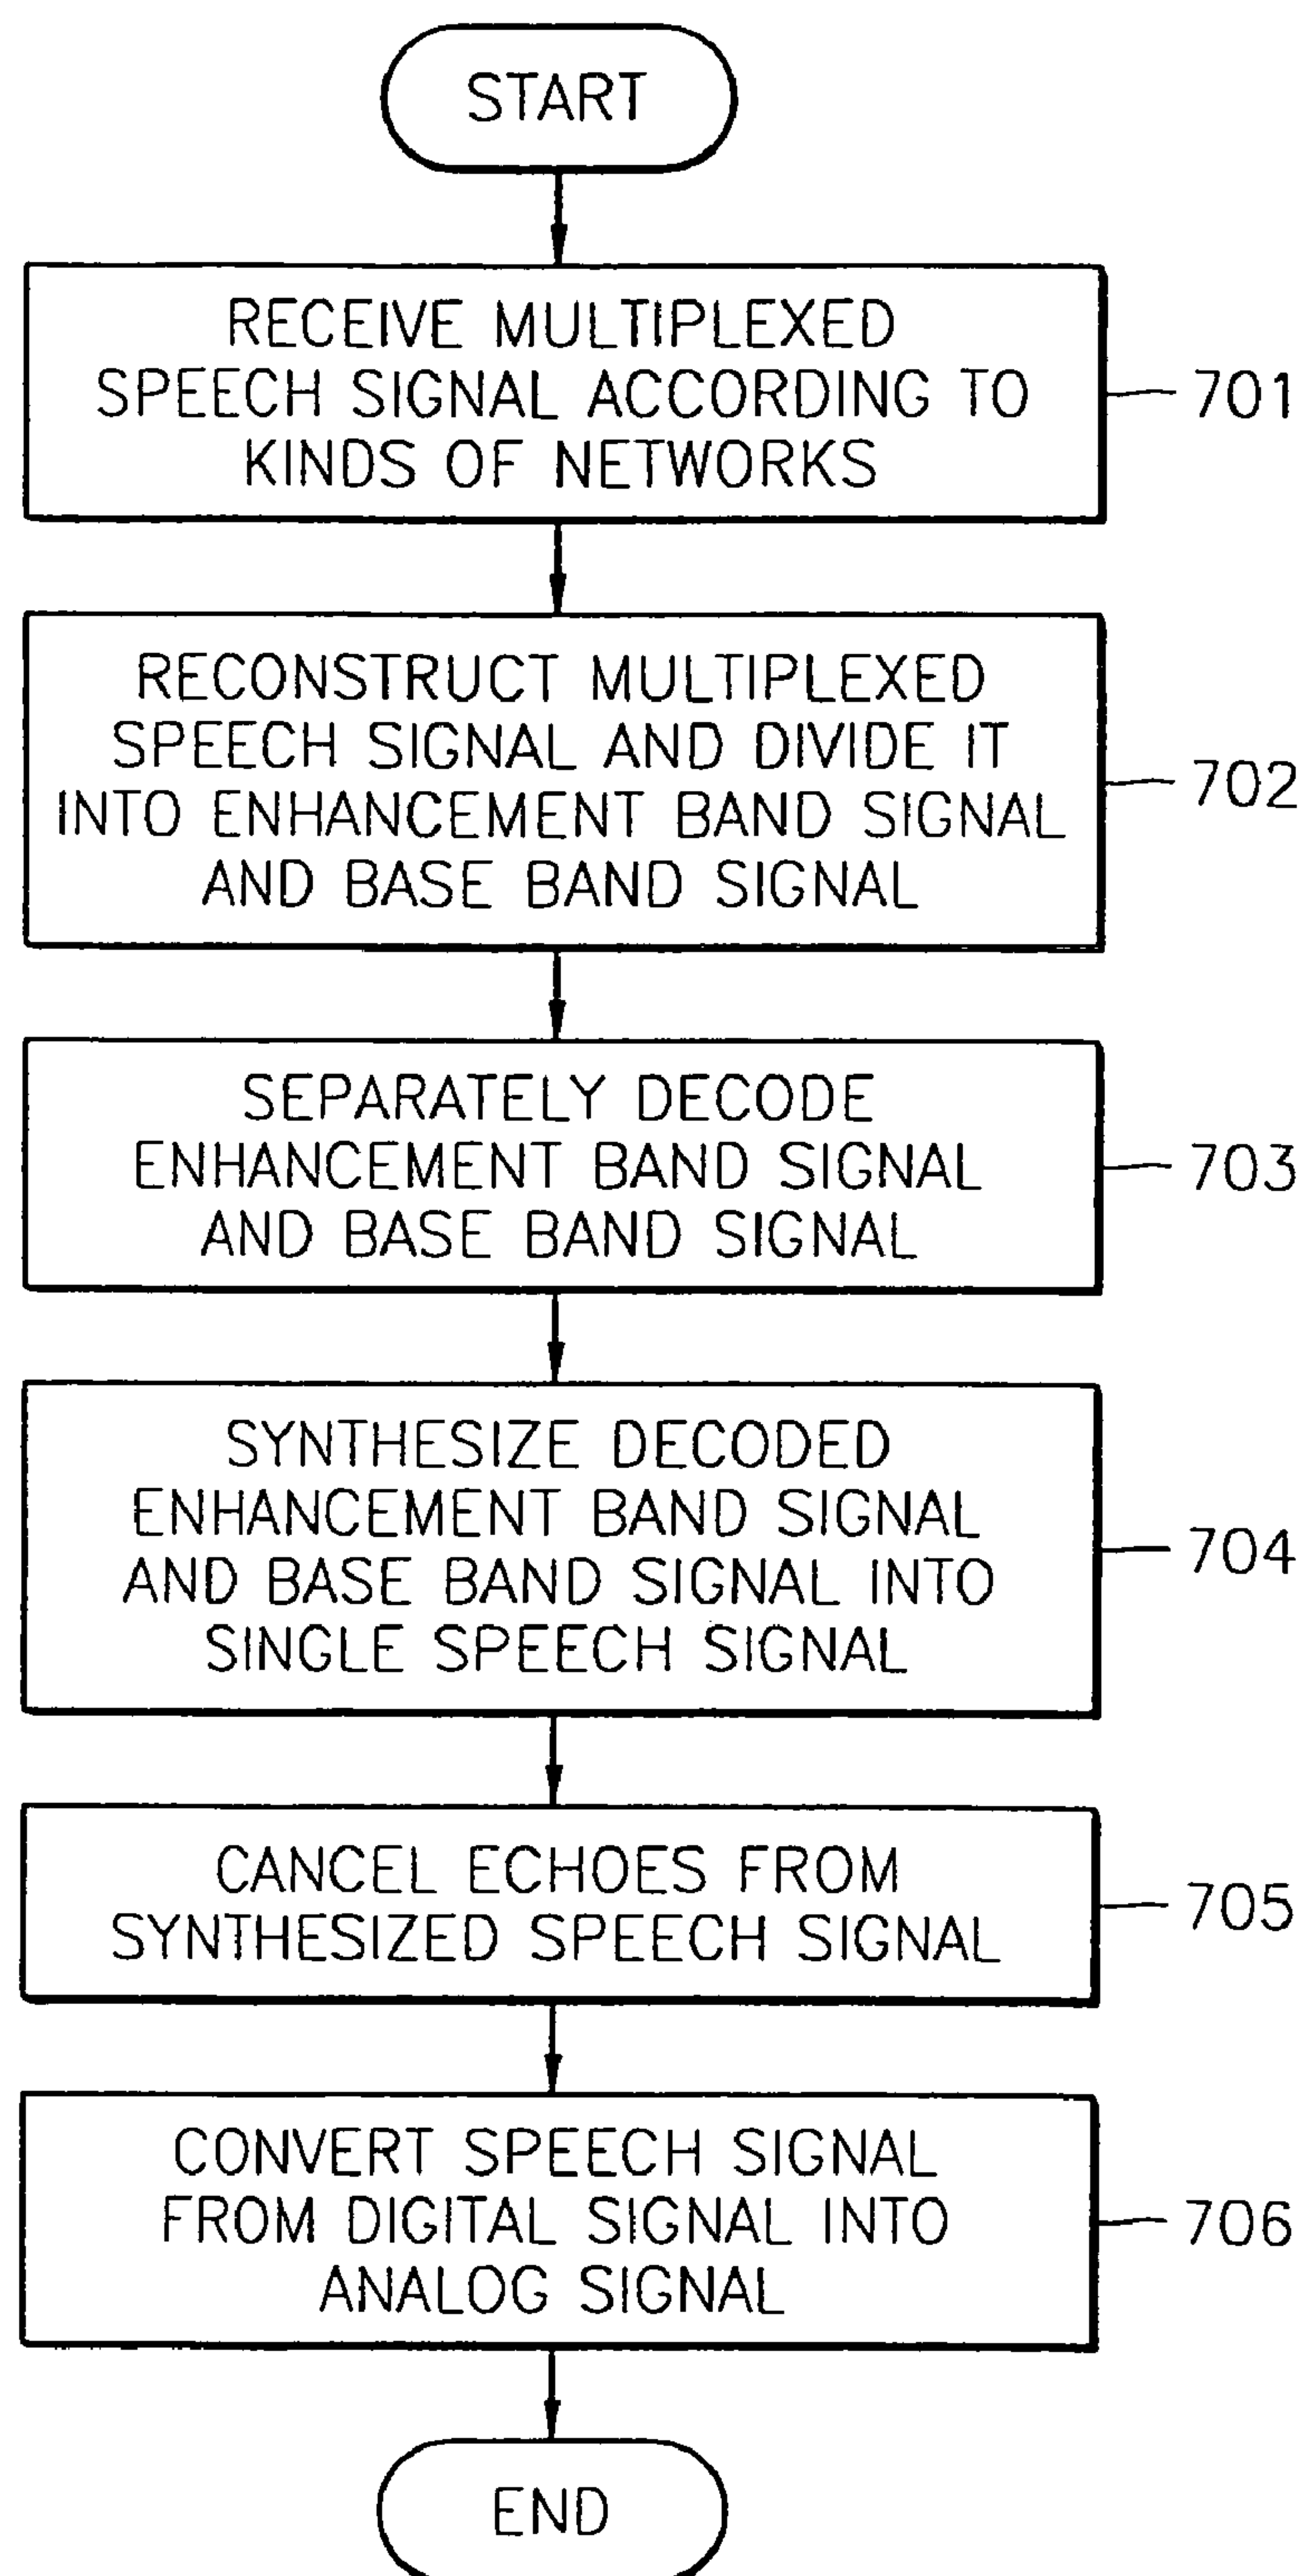 START
RECEIVE MULTIPLEXED
SPEECH SIGNAL ACCORDING TO
KINDS OF NETWORKS
701
RECONSTRUCT MULTIPLEXED
SPEECH SIGNAL AND DIVIDE IT
INTO ENHANCEMENT BAND SIGNAL
AND BASE BAND SIGNAL
702
SEPARATELY DECODE
ENHANCEMENT BAND SIGNAL
AND BASE BAND SIGNAL
703
SYNTHESIZE DECODED
ENHANCEMENT BAND SIGNAL
AND BASE BAND SIGNAL INTO
SINGLE SPEECH SIGNAL
704
CANCEL ECHOES FROM
SYNTHESIZED SPEECH SIGNAL
705
CONVERT SPEECH SIGNAL
FROM DIGITAL SIGNAL INTO
ANALOG SIGNAL
706
END